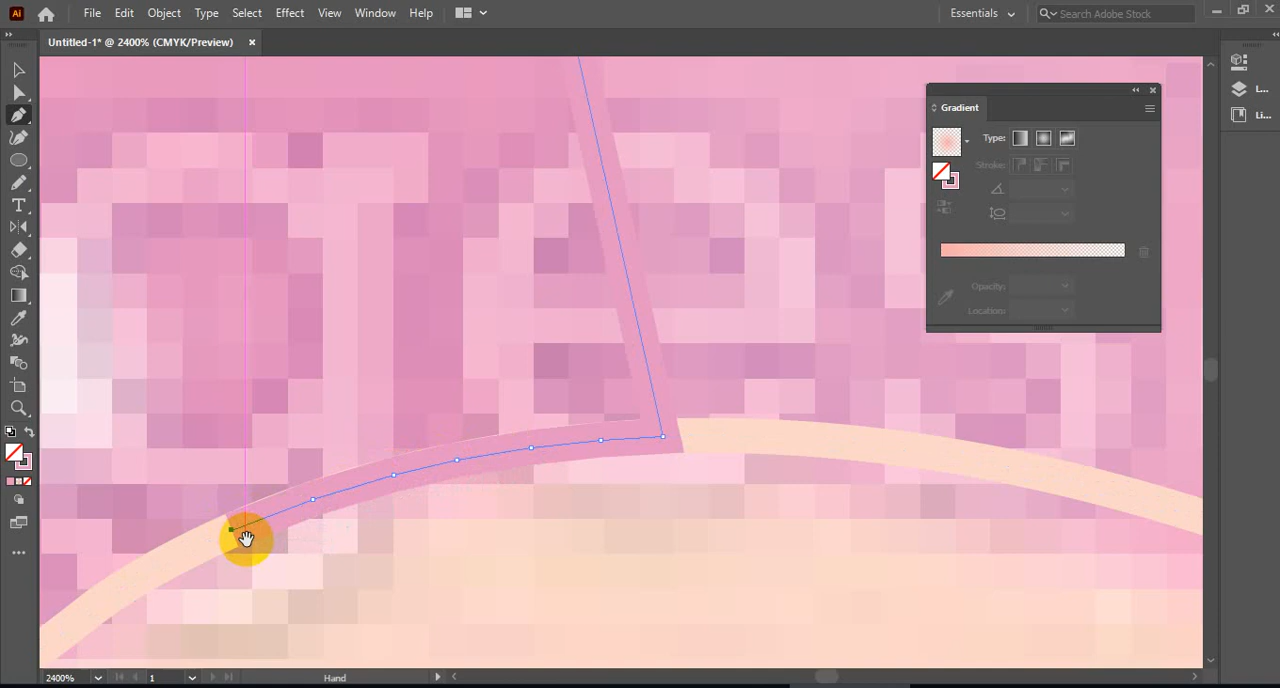 Ai File Edit Object Type Select Effect View Window Help Essentials Search Adobe Stock
Untitled-1* @ 2400% (CMYK/Preview)
L...
Gradient
Li...
Type:
Stroke:
Opacity:
Location:
2400% 1 Hand